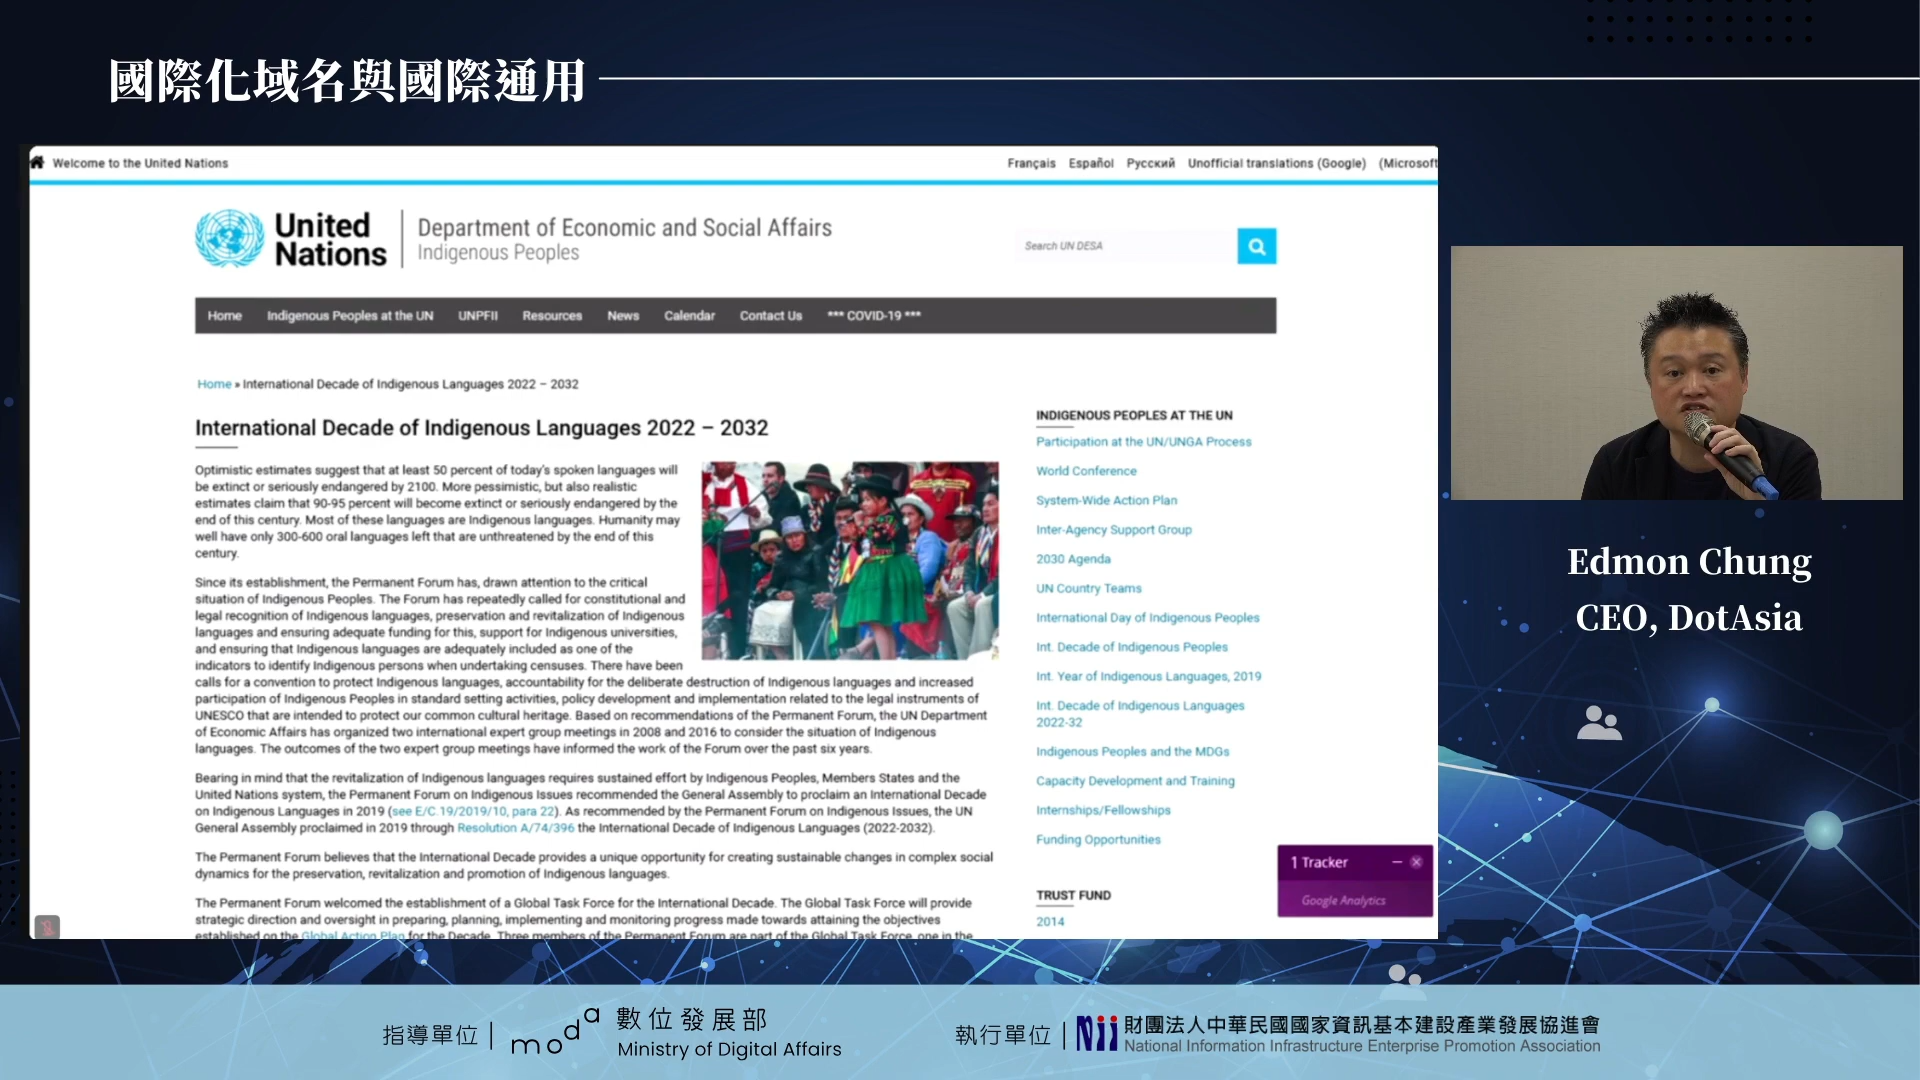 國際化域名與國際通用
Welcome to the United Nations
Français Español Русский Unofficial translations (Google) (Microsoft
United Nations
Department of Economic and Social Affairs
Indigenous Peoples
Search UN DESA
Home Indigenous Peoples at the UN UNPFII Resources News Calendar Contact Us *** COVID-19 ***
Home » International Decade of Indigenous Languages 2022 – 2032
International Decade of Indigenous Languages 2022 – 2032
Optimistic estimates suggest that at least 50 percent of today's spoken languages will
be extinct or seriously endangered by 2100. More pessimistic, but also realistic
estimates claim that 90-95 percent will become extinct or seriously endangered by the
end of this century. Most of these languages are Indigenous languages. Humanity may
well have only 300-600 oral languages left that are unthreatened by the end of this
century.
Since its establishment, the Permanent Forum has, drawn attention to the critical
situation of Indigenous Peoples. The Forum has repeatedly called for constitutional and
legal recognition of Indigenous languages, preservation and revitalization of Indigenous
languages and ensuring adequate funding for this, support for Indigenous universities,
and ensuring that Indigenous languages are adequately included as one of the
indicators to identify Indigenous persons when undertaking censuses. There have been
calls for a convention to protect Indigenous languages, accountability for the deliberate destruction of Indigenous languages and increased
participation of Indigenous Peoples in standard setting activities, policy development and implementation related to the legal instruments of
UNESCO that are intended to protect our common cultural heritage. Based on recommendations of the Permanent Forum, the UN Department
of Economic Affairs has organized two international expert group meetings in 2008 and 2016 to consider the situation of Indigenous
languages. The outcomes of the two expert group meetings have informed the work of the Forum over the past six years.
Bearing in mind that the revitalization of Indigenous languages requires sustained effort by Indigenous Peoples, Members States and the
United Nations system, the Permanent Forum on Indigenous Issues recommended the General Assembly to proclaim an International Decade
on Indigenous Languages in 2019 (see E/C.19/2019/10, para 22). As recommended by the Permanent Forum on Indigenous Issues, the UN
General Assembly proclaimed in 2019 through Resolution A/74/396 the International Decade of Indigenous Languages (2022-2032).
The Permanent Forum believes that the International Decade provides a unique opportunity for creating sustainable changes in complex social
dynamics for the preservation, revitalization and promotion of Indigenous languages.
The Permanent Forum welcomed the establishment of a Global Task Force for the International Decade. The Global Task Force will provide
strategic direction and oversight in preparing, planning, implementing and monitoring progress made towards attaining the objectives
established on the Global Action Plan for the Decade. Three members of the Permanent Forum are part of the Global Task Force, one in the
INDIGENOUS PEOPLES AT THE UN
Participation at the UN/UNGA Process
World Conference
System-Wide Action Plan
Inter-Agency Support Group
2030 Agenda
UN Country Teams
International Day of Indigenous Peoples
Int. Decade of Indigenous Peoples
Int. Year of Indigenous Languages, 2019
Int. Decade of Indigenous Languages
2022-32
Indigenous Peoples and the MDGs
Capacity Development and Training
Internships/Fellowships
Funding Opportunities
TRUST FUND
2014
1 Tracker
Google Analytics
Edmon Chung
CEO, DotAsia
指導單位 moda 數位發展部
Ministry of Digital Affairs
執行單位 Nii 財團法人中華民國國家資訊基本建設產業發展協進會
National Information Infrastructure Enterprise Promotion Association